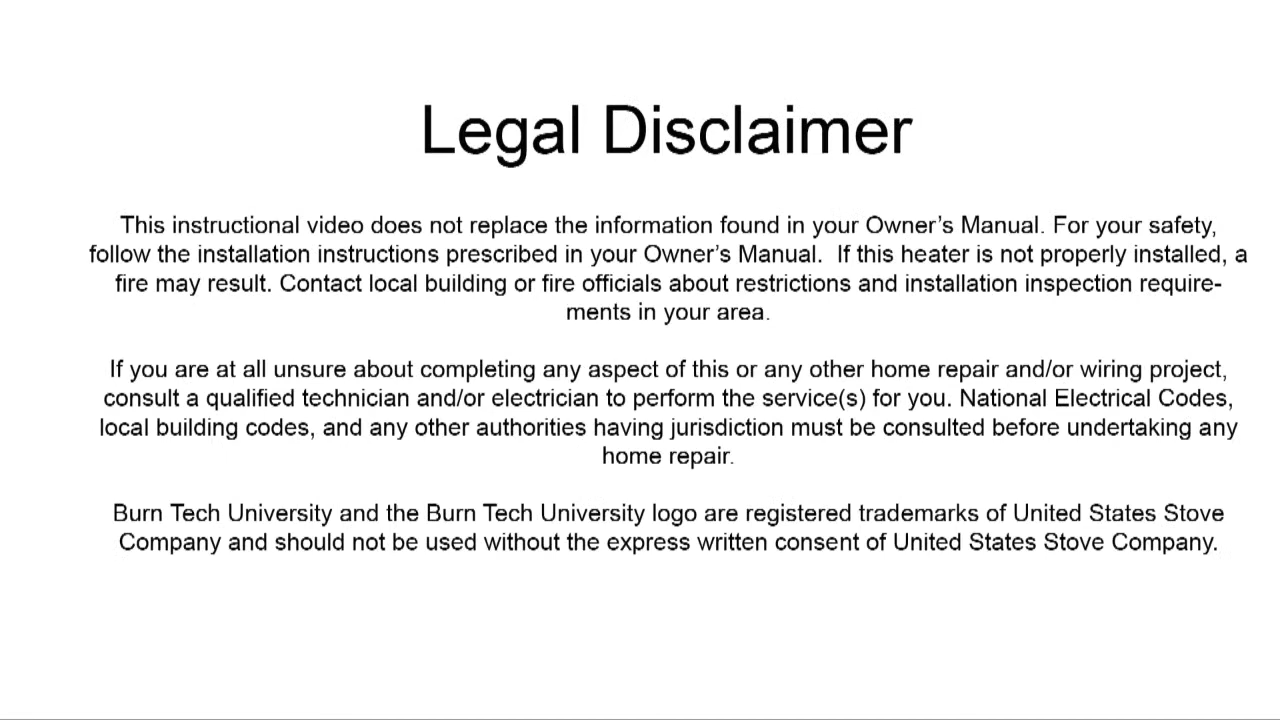 Legal Disclaimer
This instructional video does not replace the information found in your Owner’s Manual. For your safety,
follow the installation instructions prescribed in your Owner’s Manual.  If this heater is not properly installed, a
fire may result. Contact local building or fire officials about restrictions and installation inspection require-
ments in your area.
If you are at all unsure about completing any aspect of this or any other home repair and/or wiring project,
consult a qualified technician and/or electrician to perform the service(s) for you. National Electrical Codes,
local building codes, and any other authorities having jurisdiction must be consulted before undertaking any
home repair.
Burn Tech University and the Burn Tech University logo are registered trademarks of United States Stove
Company and should not be used without the express written consent of United States Stove Company.